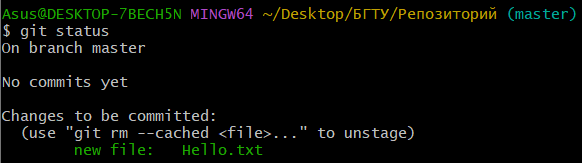 Asus@DESKTOP-7BECH5N MINGW64 ~/Desktop/БГТУ/Репозиторий (master)
$ git status
On branch master
No commits yet
Changes to be committed:
  (use "git rm --cached <file>..." to unstage)
        new file:   Hello.txt